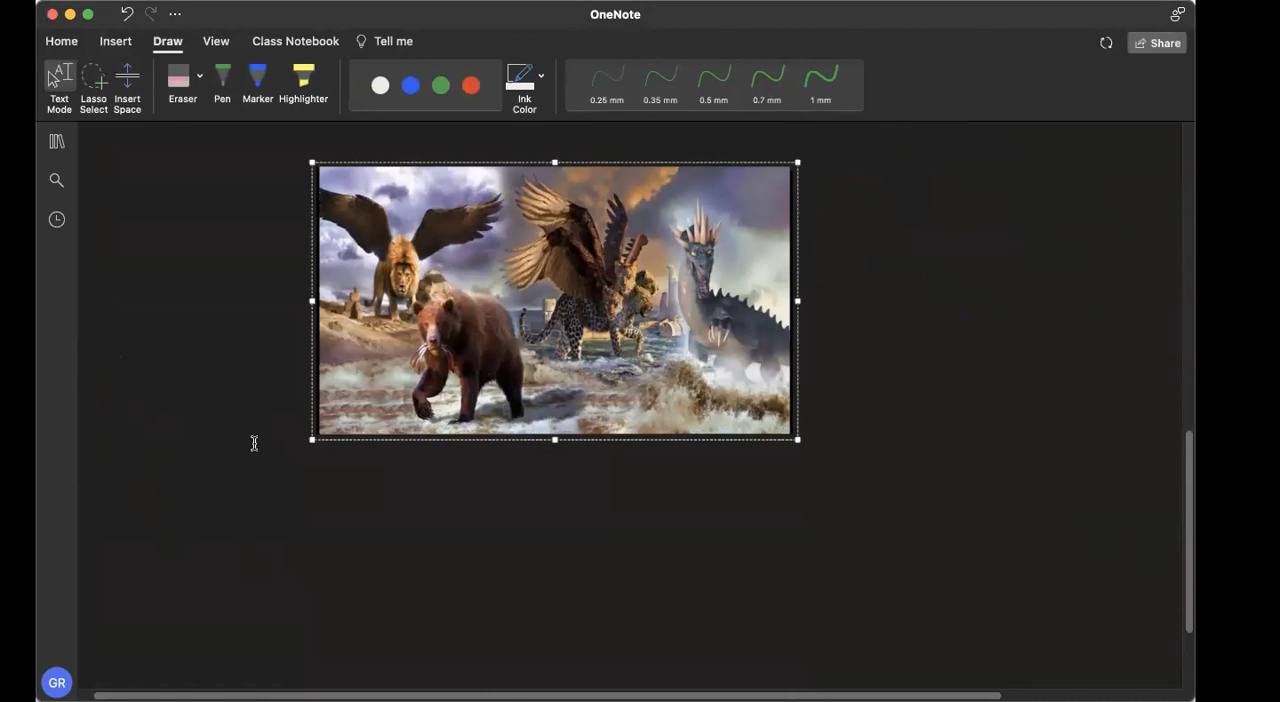 OneNote
Home Insert Draw View Class Notebook Tell me
Share
Text Mode
Lasso Select
Insert Space
Eraser
Pen
Marker
Highlighter
Ink Color
0.25 mm
0.35 mm
0.5 mm
0.7 mm
1 mm
GR